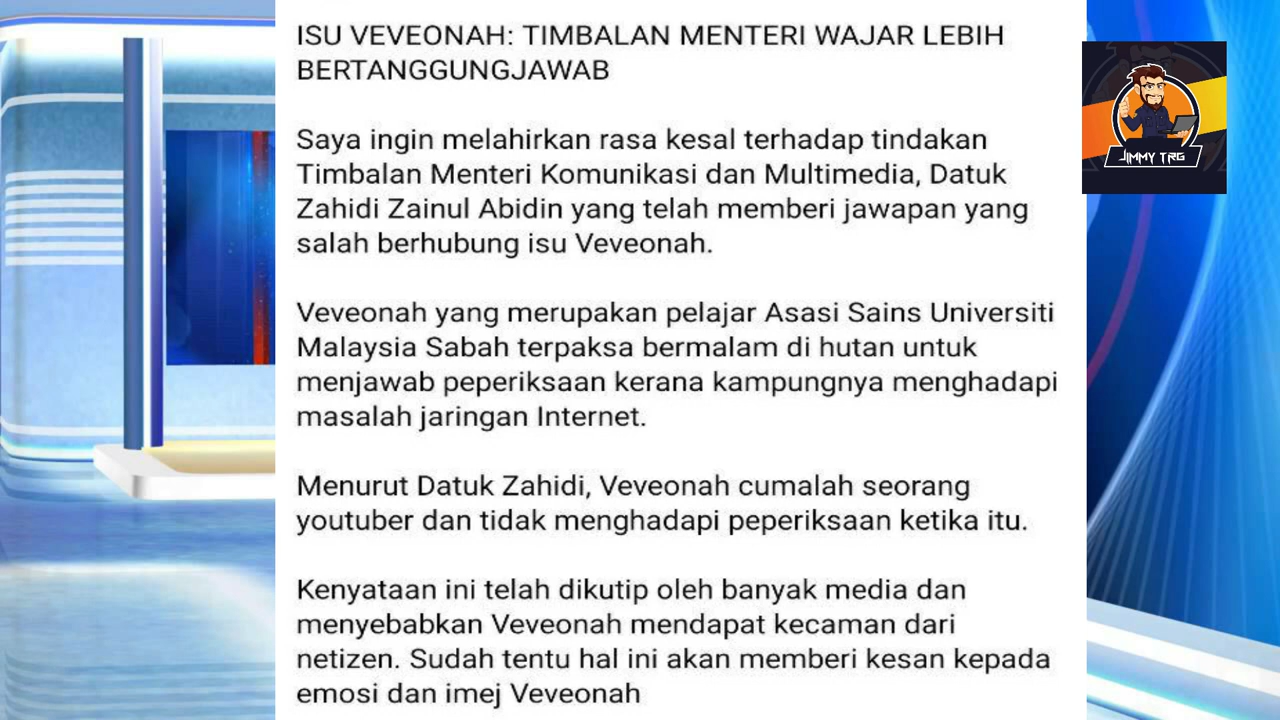 ISU VEVEONAH: TIMBALAN MENTERI WAJAR LEBIH
BERTANGGUNGJAWAB
Saya ingin melahirkan rasa kesal terhadap tindakan
Timbalan Menteri Komunikasi dan Multimedia, Datuk
Zahidi Zainul Abidin yang telah memberi jawapan yang
salah berhubung isu Veveonah.
Veveonah yang merupakan pelajar Asasi Sains Universiti
Malaysia Sabah terpaksa bermalam di hutan untuk
menjawab peperiksaan kerana kampungnya menghadapi
masalah jaringan Internet.
Menurut Datuk Zahidi, Veveonah cumalah seorang
youtuber dan tidak menghadapi peperiksaan ketika itu.
Kenyataan ini telah dikutip oleh banyak media dan
menyebabkan Veveonah mendapat kecaman dari
netizen. Sudah tentu hal ini akan memberi kesan kepada
emosi dan imej Veveonah
JIMMY TRG